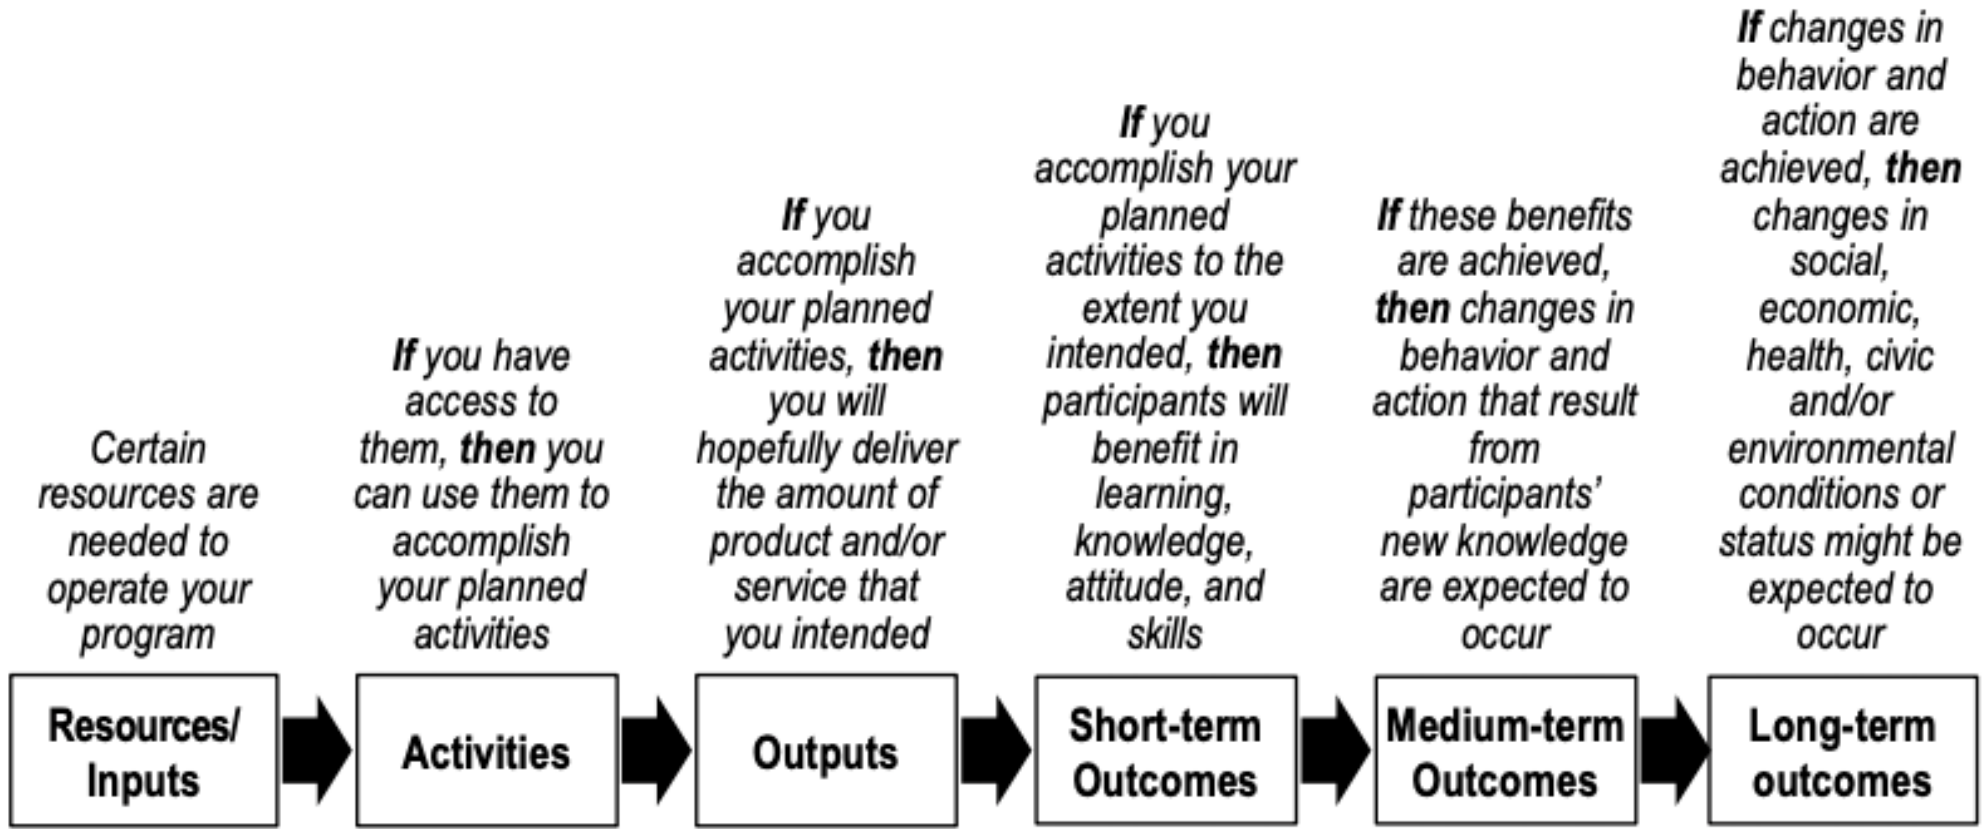 Certain
resources are
needed to
operate your
program
Resources/
Inputs
If you have
access to
them, then you
can use them to
accomplish
your planned
activities
Activities
If you
accomplish
your planned
activities, then
you will
hopefully deliver
the amount of
product and/or
service that
you intended
Outputs
If you
accomplish your
planned
activities to the
extent you
intended, then
participants will
benefit in
learning,
knowledge,
attitude, and
skills
Short-term
Outcomes
If these benefits
are achieved,
then changes in
behavior and
action that result
from
participants’
new knowledge
are expected to
occur
Medium-term
Outcomes
If changes in
behavior and
action are
achieved, then
changes in
social,
economic,
health, civic
and/or
environmental
conditions or
status might be
expected to
occur
Long-term
outcomes